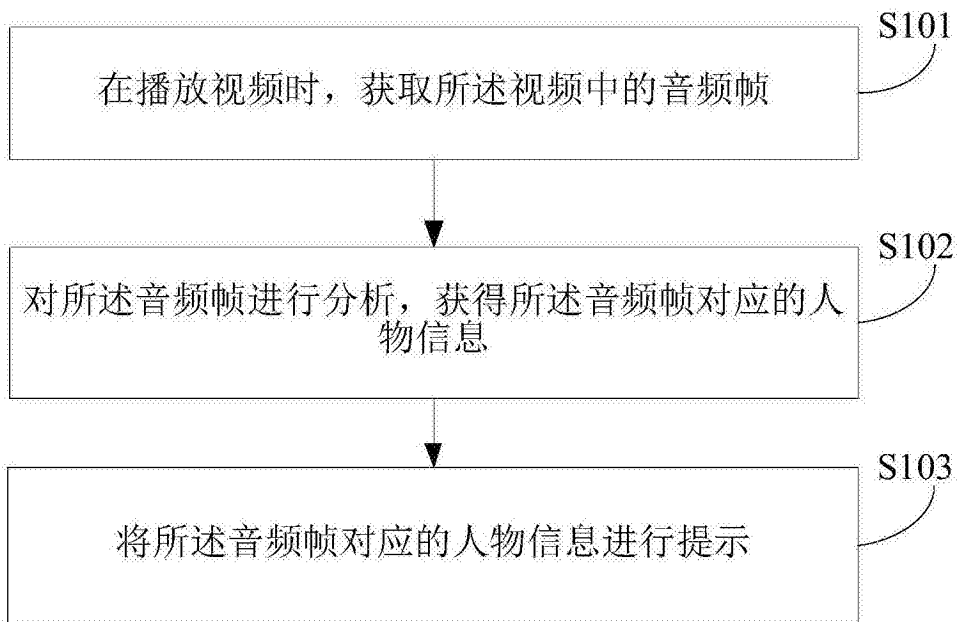 S101
在播放视频时，获取所述视频中的音频帧
S102
对所述音频帧进行分析，获得所述音频帧对应的人
物信息
S103
将所述音频帧对应的人物信息进行提示